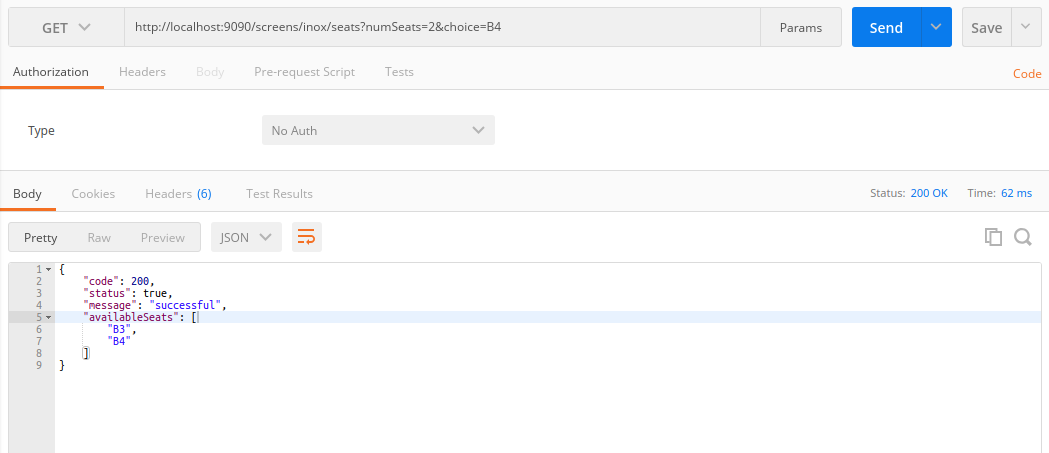 GET http://localhost:9090/screens/inox/seats?numSeats=2&choice=B4 Params Send Save
Authorization Headers Body Pre-request Script Tests Code
Type No Auth
Body Cookies Headers (6) Test Results Status: 200 OK Time: 62 ms
Pretty Raw Preview JSON
1 {
2 "code": 200,
3 "status": true,
4 "message": "successful",
5 "availableSeats": [
6 "B3",
7 "B4"
8 ]
9 }